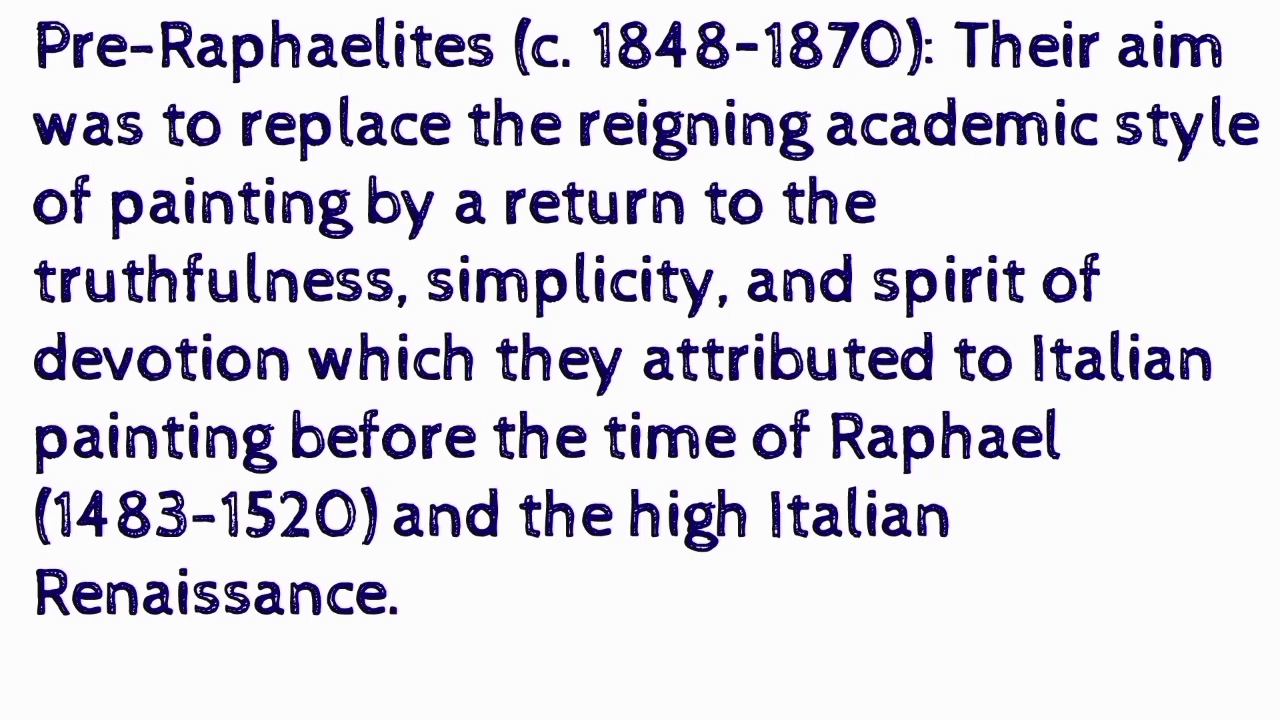 Pre-Raphaelites (c. 1848-1870): Their aim
was to replace the reigning academic style
of painting by a return to the
truthfulness, simplicity, and spirit of
devotion which they attributed to Italian
painting before the time of Raphael
(1483-1520) and the high Italian
Renaissance.